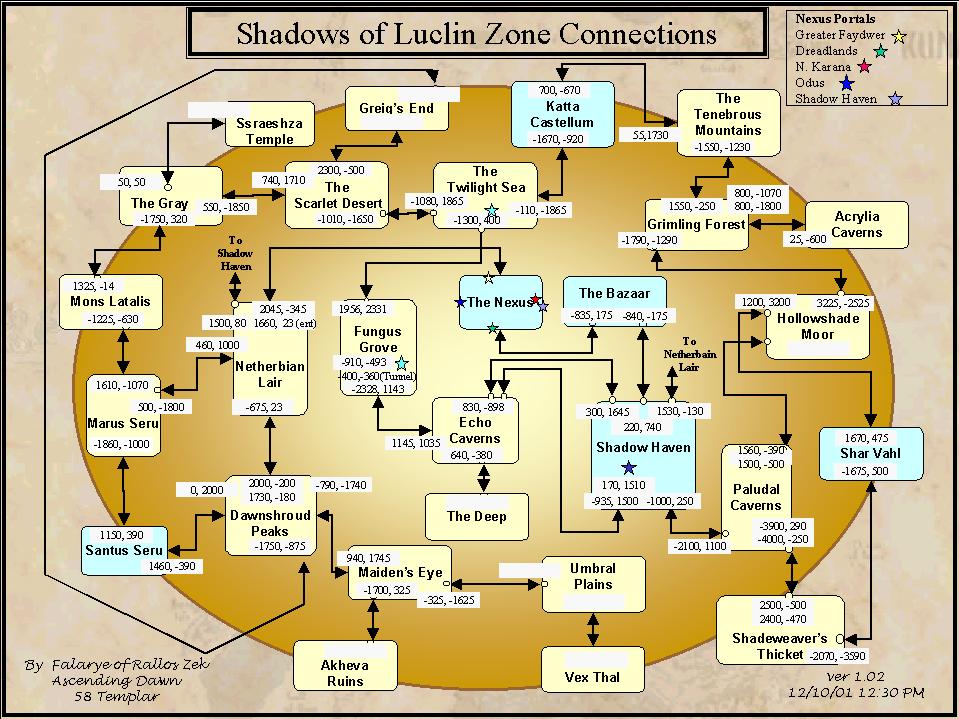 Shadows of Luclin Zone Connections
Nexus Portals
Greater Faydwer
Dreadlands
N. Karana
Odus
Shadow Haven
Greig's End
Ssraeshza
Temple
700, -670
Katta
Castellum
-1670, -920
The
Tenebrous
Mountains
-1550, -1230
55,1730
50, 50
The Gray
-1750, 320
550, -1850
740, 1710
2300, -500
The
Scarlet Desert
-1010, -1650
The
Twilight Sea
-1080, 1865
-1300, 400
-110, -1865
800, -1070
800, -1800
1550, -250
Grimling Forest
-1790, -1290
Acrylia
Caverns
25, -600
To
Shadow
Haven
1325, -14
Mons Latalis
-1225, -630
2045, -345
1500, 80
1660, 23 (ent)
460, 1000
Netherbian
Lair
-675, 23
1956, 2331
Fungus
Grove
-910, -493
-400,-360(Tunnel)
-2328, 1143
The Nexus
The Bazaar
-835, 175
-840, -175
1200, 3200
3225, -2525
Hollowshade
Moor
To
Netherbain
Lair
1610, -1070
500, -1800
Marus Seru
-1860, -1000
830, -898
Echo
Caverns
1145, 1035
640, -380
300, 1645
1530, -130
220, 740
Shadow Haven
170, 1510
-935, 1500
-1000, 250
1670, 475
Shar Vahl
-1675, 500
1560, -390
1500, -500
Paludal
Caverns
-3900, 290
-4000, -250
-2100, 1100
0, 2000
2000, -200
1730, -180
-790, -1740
Dawnshroud
Peaks
-1750, -875
The Deep
1150, 390
Santus Seru
1460, -390
940, 1745
Maiden's Eye
-1700, 325
-325, -1625
Umbral
Plains
2500, -500
2400, -470
Shadeweaver's
Thicket
-2070, -3590
Akheva
Ruins
Vex Thal
By Falarye of Rallos Zek
Ascending Dawn
58 Templar
ver 1.02
12/10/01 12:30 PM